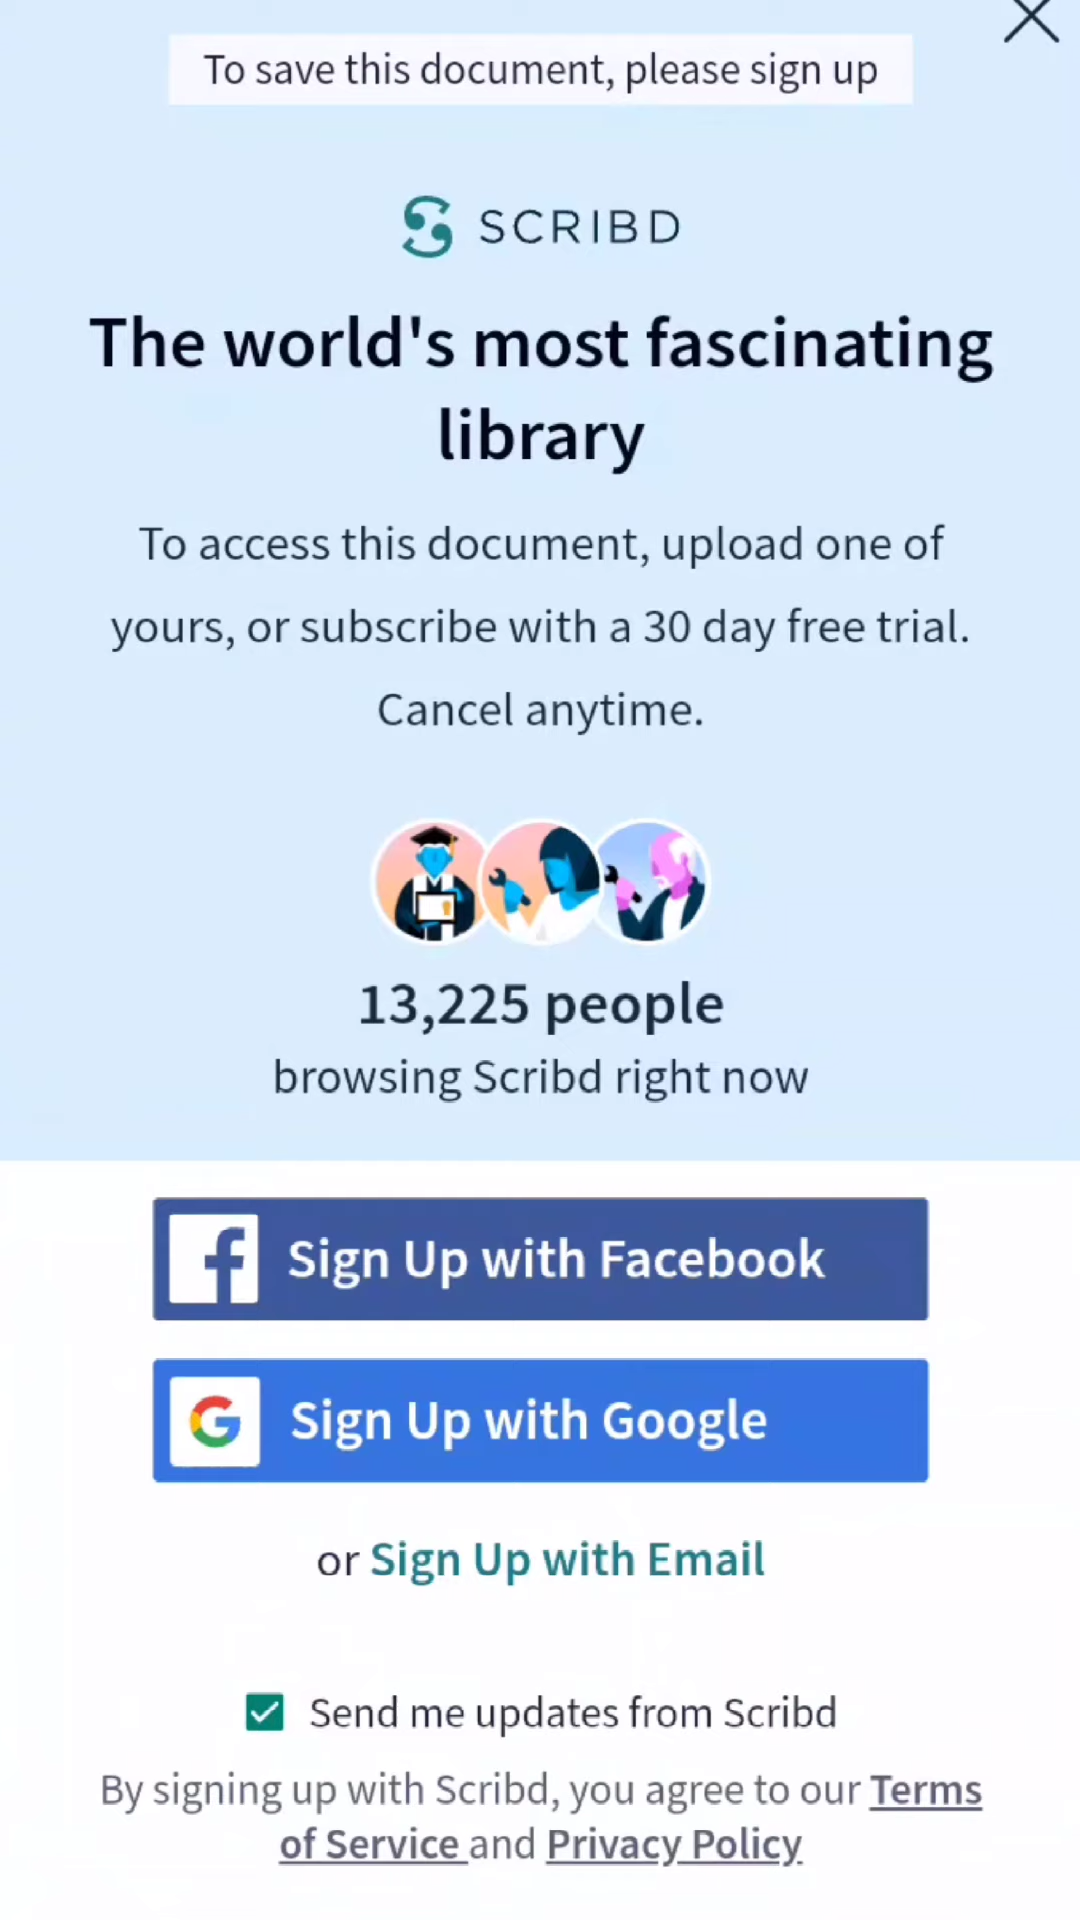 To save this document, please sign up
SCRIBD
The world's most fascinating
library
To access this document, upload one of
yours, or subscribe with a 30 day free trial.
Cancel anytime.
13,225 people
browsing Scribd right now
Sign Up with Facebook
Sign Up with Google
or Sign Up with Email
Send me updates from Scribd
By signing up with Scribd, you agree to our Terms
of Service and Privacy Policy